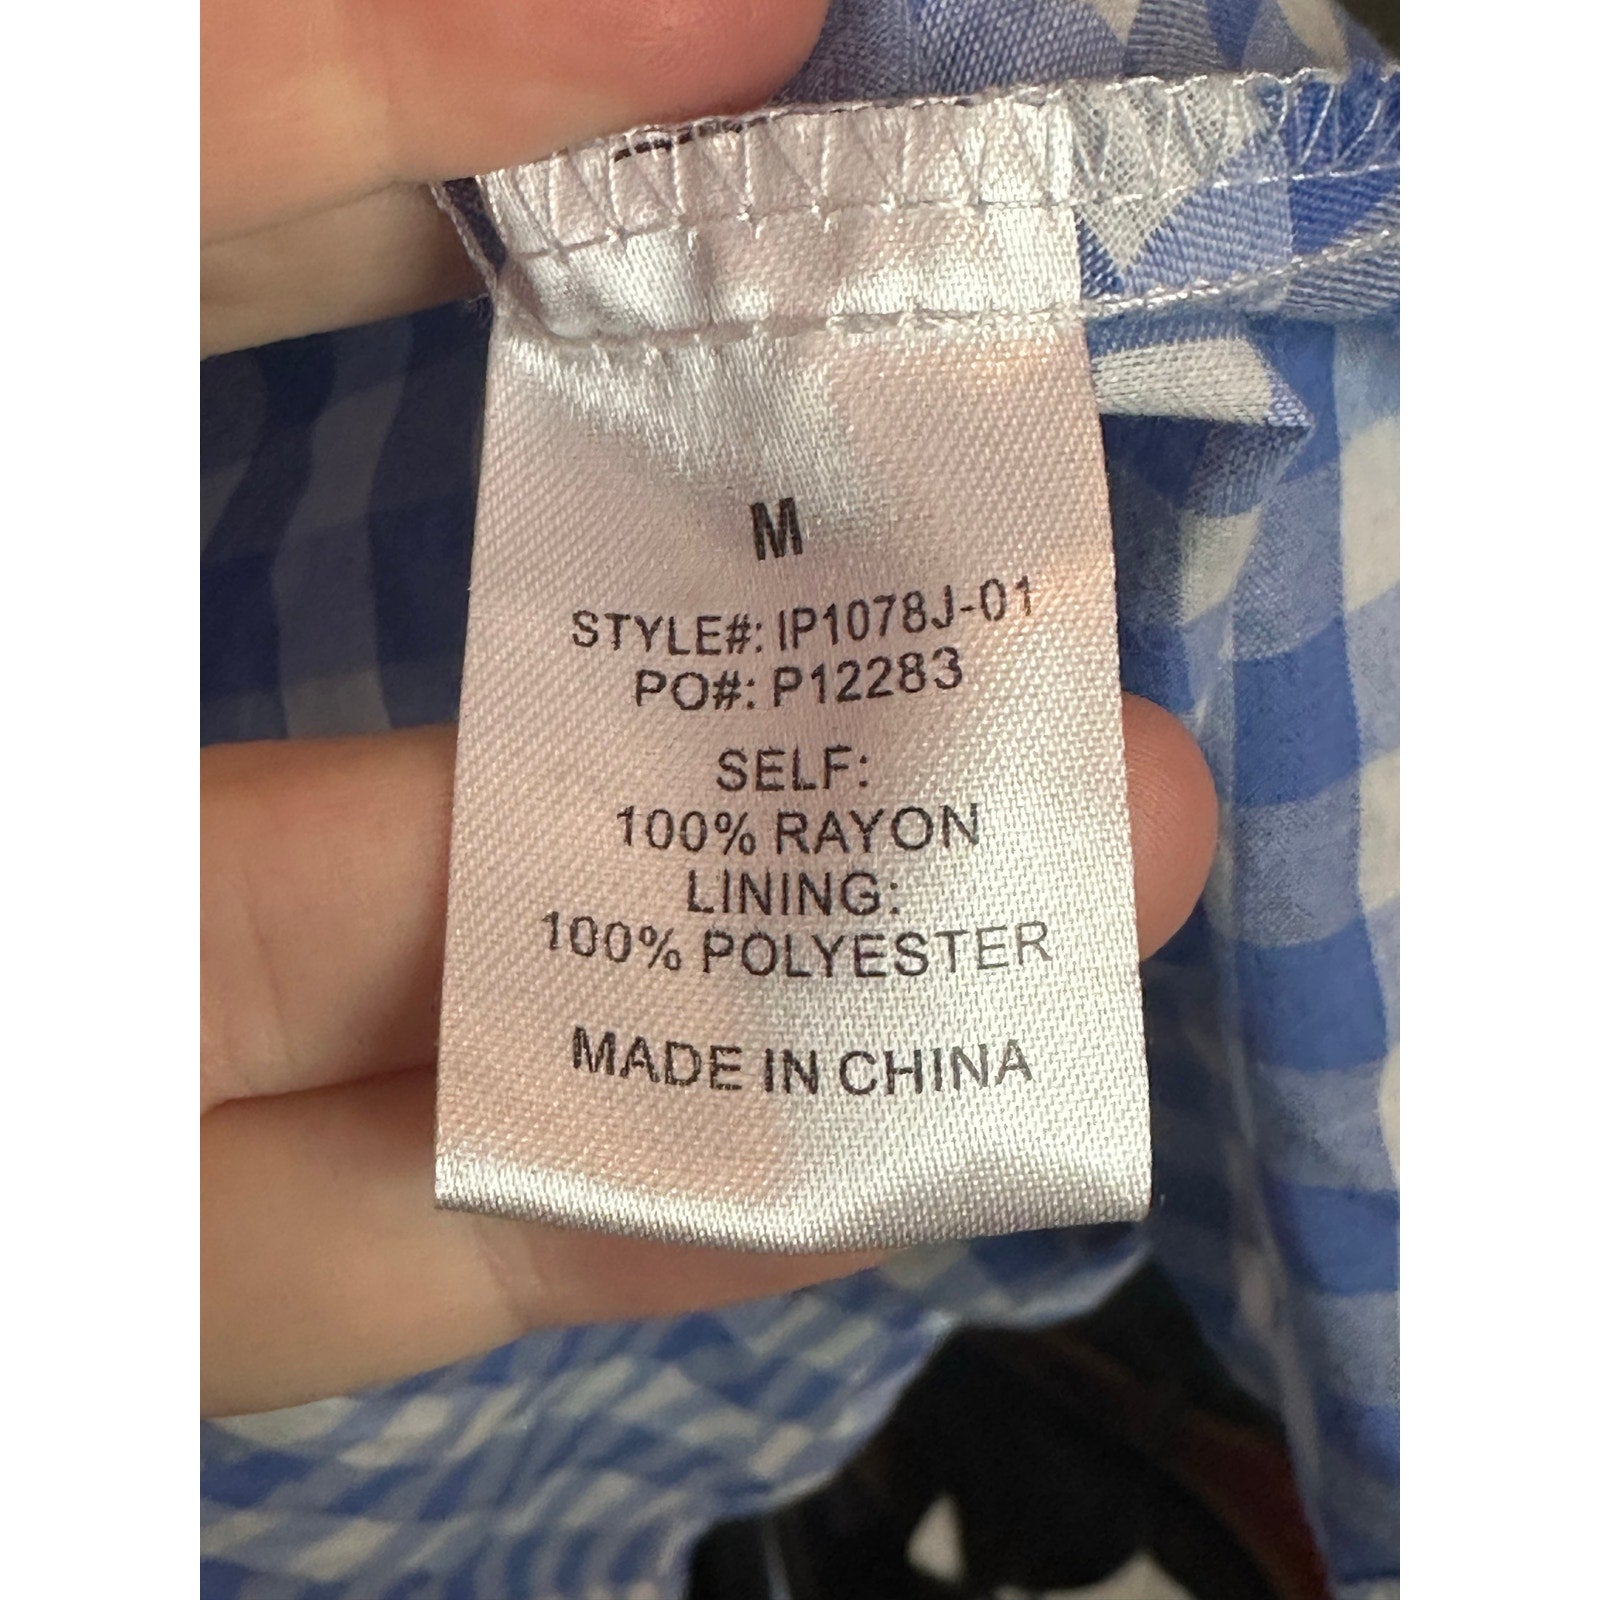 M
STYLE#: IP1078J-01
PO#: P12283
SELF:
100% RAYON
LINING:
100% POLYESTER
MADE IN CHINA